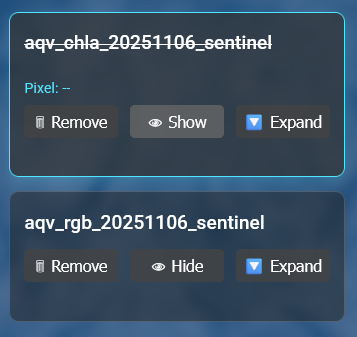 aqv_chla_20251106_sentinel
Pixel: --
Remove Show Expand
aqv_rgb_20251106_sentinel
Remove Hide Expand